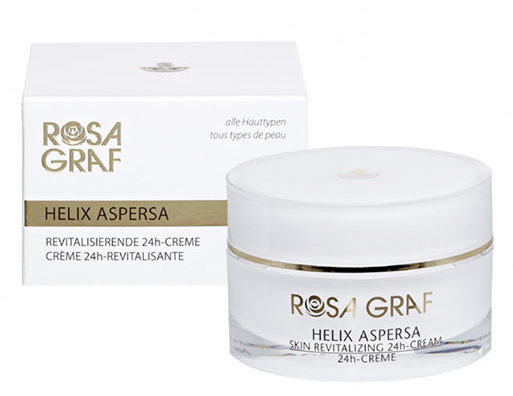 ROSA
GRAF
alle Hauttypen
tous types de peau
HELIX ASPERSA
REVITALISIERENDE 24h-CREME
CRÈME 24h-REVITALISANTE
ROSA GRAF
HELIX ASPERSA
SKIN REVITALIZING 24h-CREAM
24h-CREME